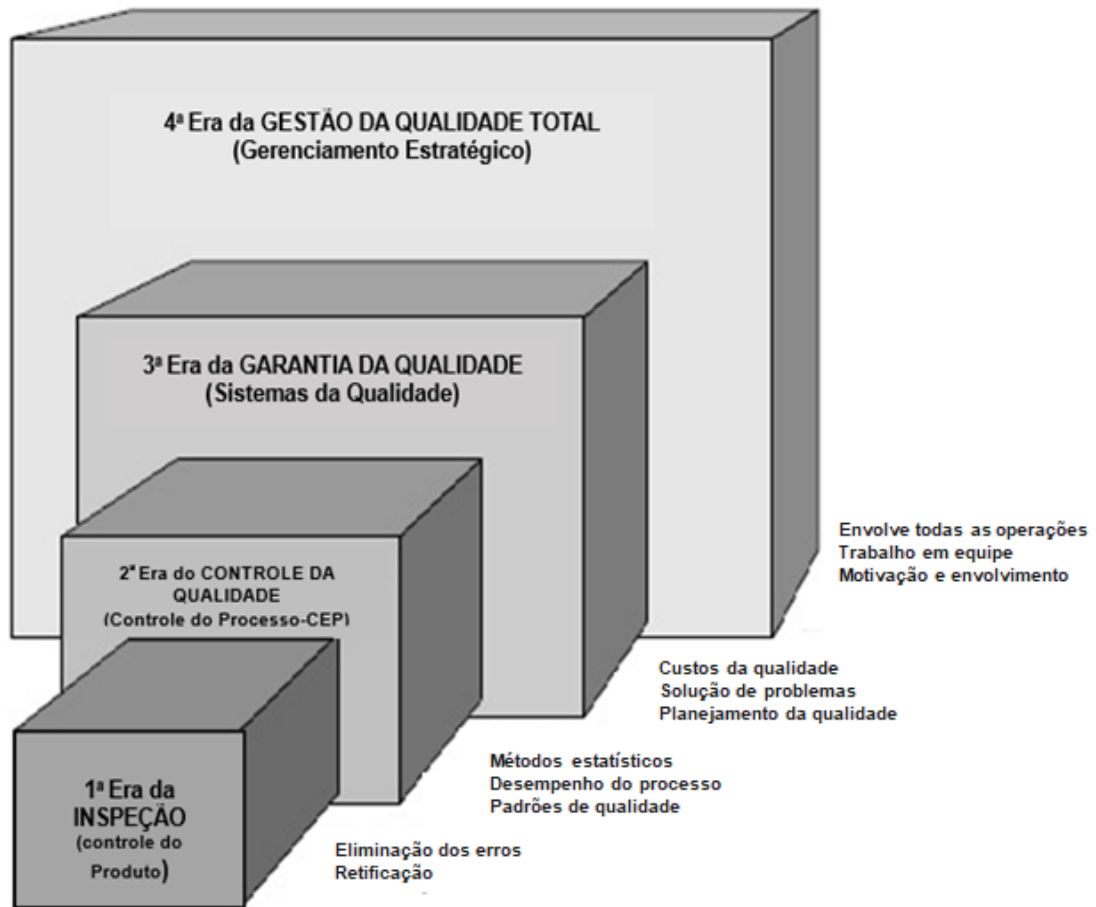 4ª Era da GESTÃO DA QUALIDADE TOTAL
(Gerenciamento Estratégico)
3ª Era da GARANTIA DA QUALIDADE
(Sistemas da Qualidade)
Envolve todas as operações
Trabalho em equipe
Motivação e envolvimento
2ª Era do CONTROLE DA
QUALIDADE
(Controle do Processo-CEP)
Custos da qualidade
Solução de problemas
Planejamento da qualidade
Métodos estatísticos
Desempenho do processo
Padrões de qualidade
1ª Era da
INSPEÇÃO
(controle do
Produto)
Eliminação dos erros
Retificação